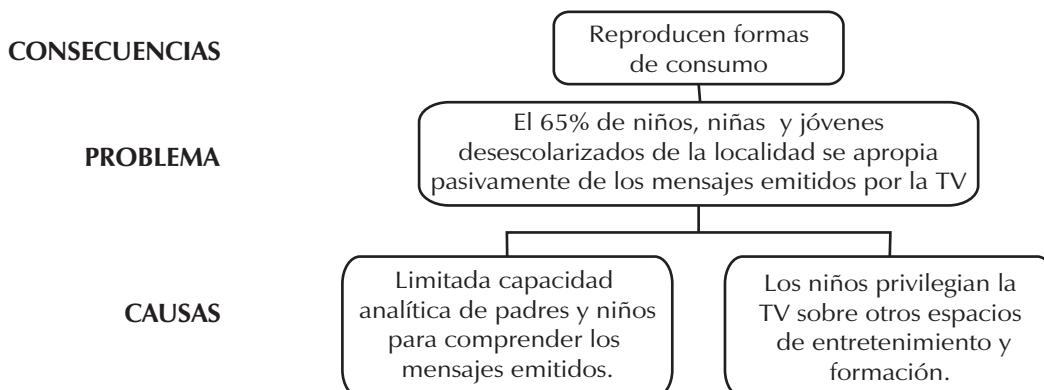 CONSECUENCIAS
Reproducen formas
de consumo
PROBLEMA
El 65% de niños, niñas y jóvenes
desescolarizados de la localidad se apropia
pasivamente de los mensajes emitidos por la TV
CAUSAS
Limitada capacidad
analítica de padres y niños
para comprender los
mensajes emitidos.
Los niños privilegian la
TV sobre otros espacios
de entretenimiento y
formación.